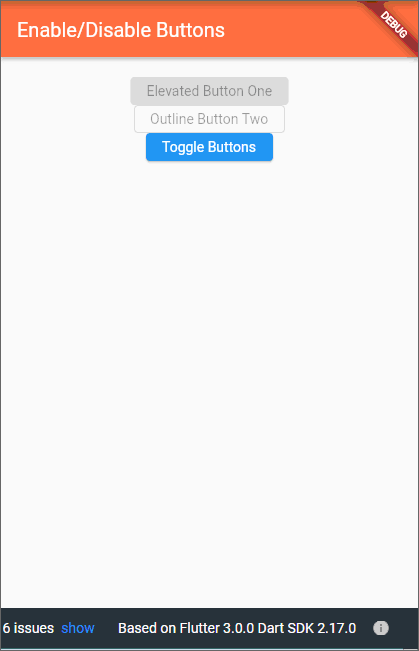 Enable/Disable Buttons
DEBUG
Elevated Button One
Outline Button Two
Toggle Buttons
6 issues show Based on Flutter 3.0.0 Dart SDK 2.17.0